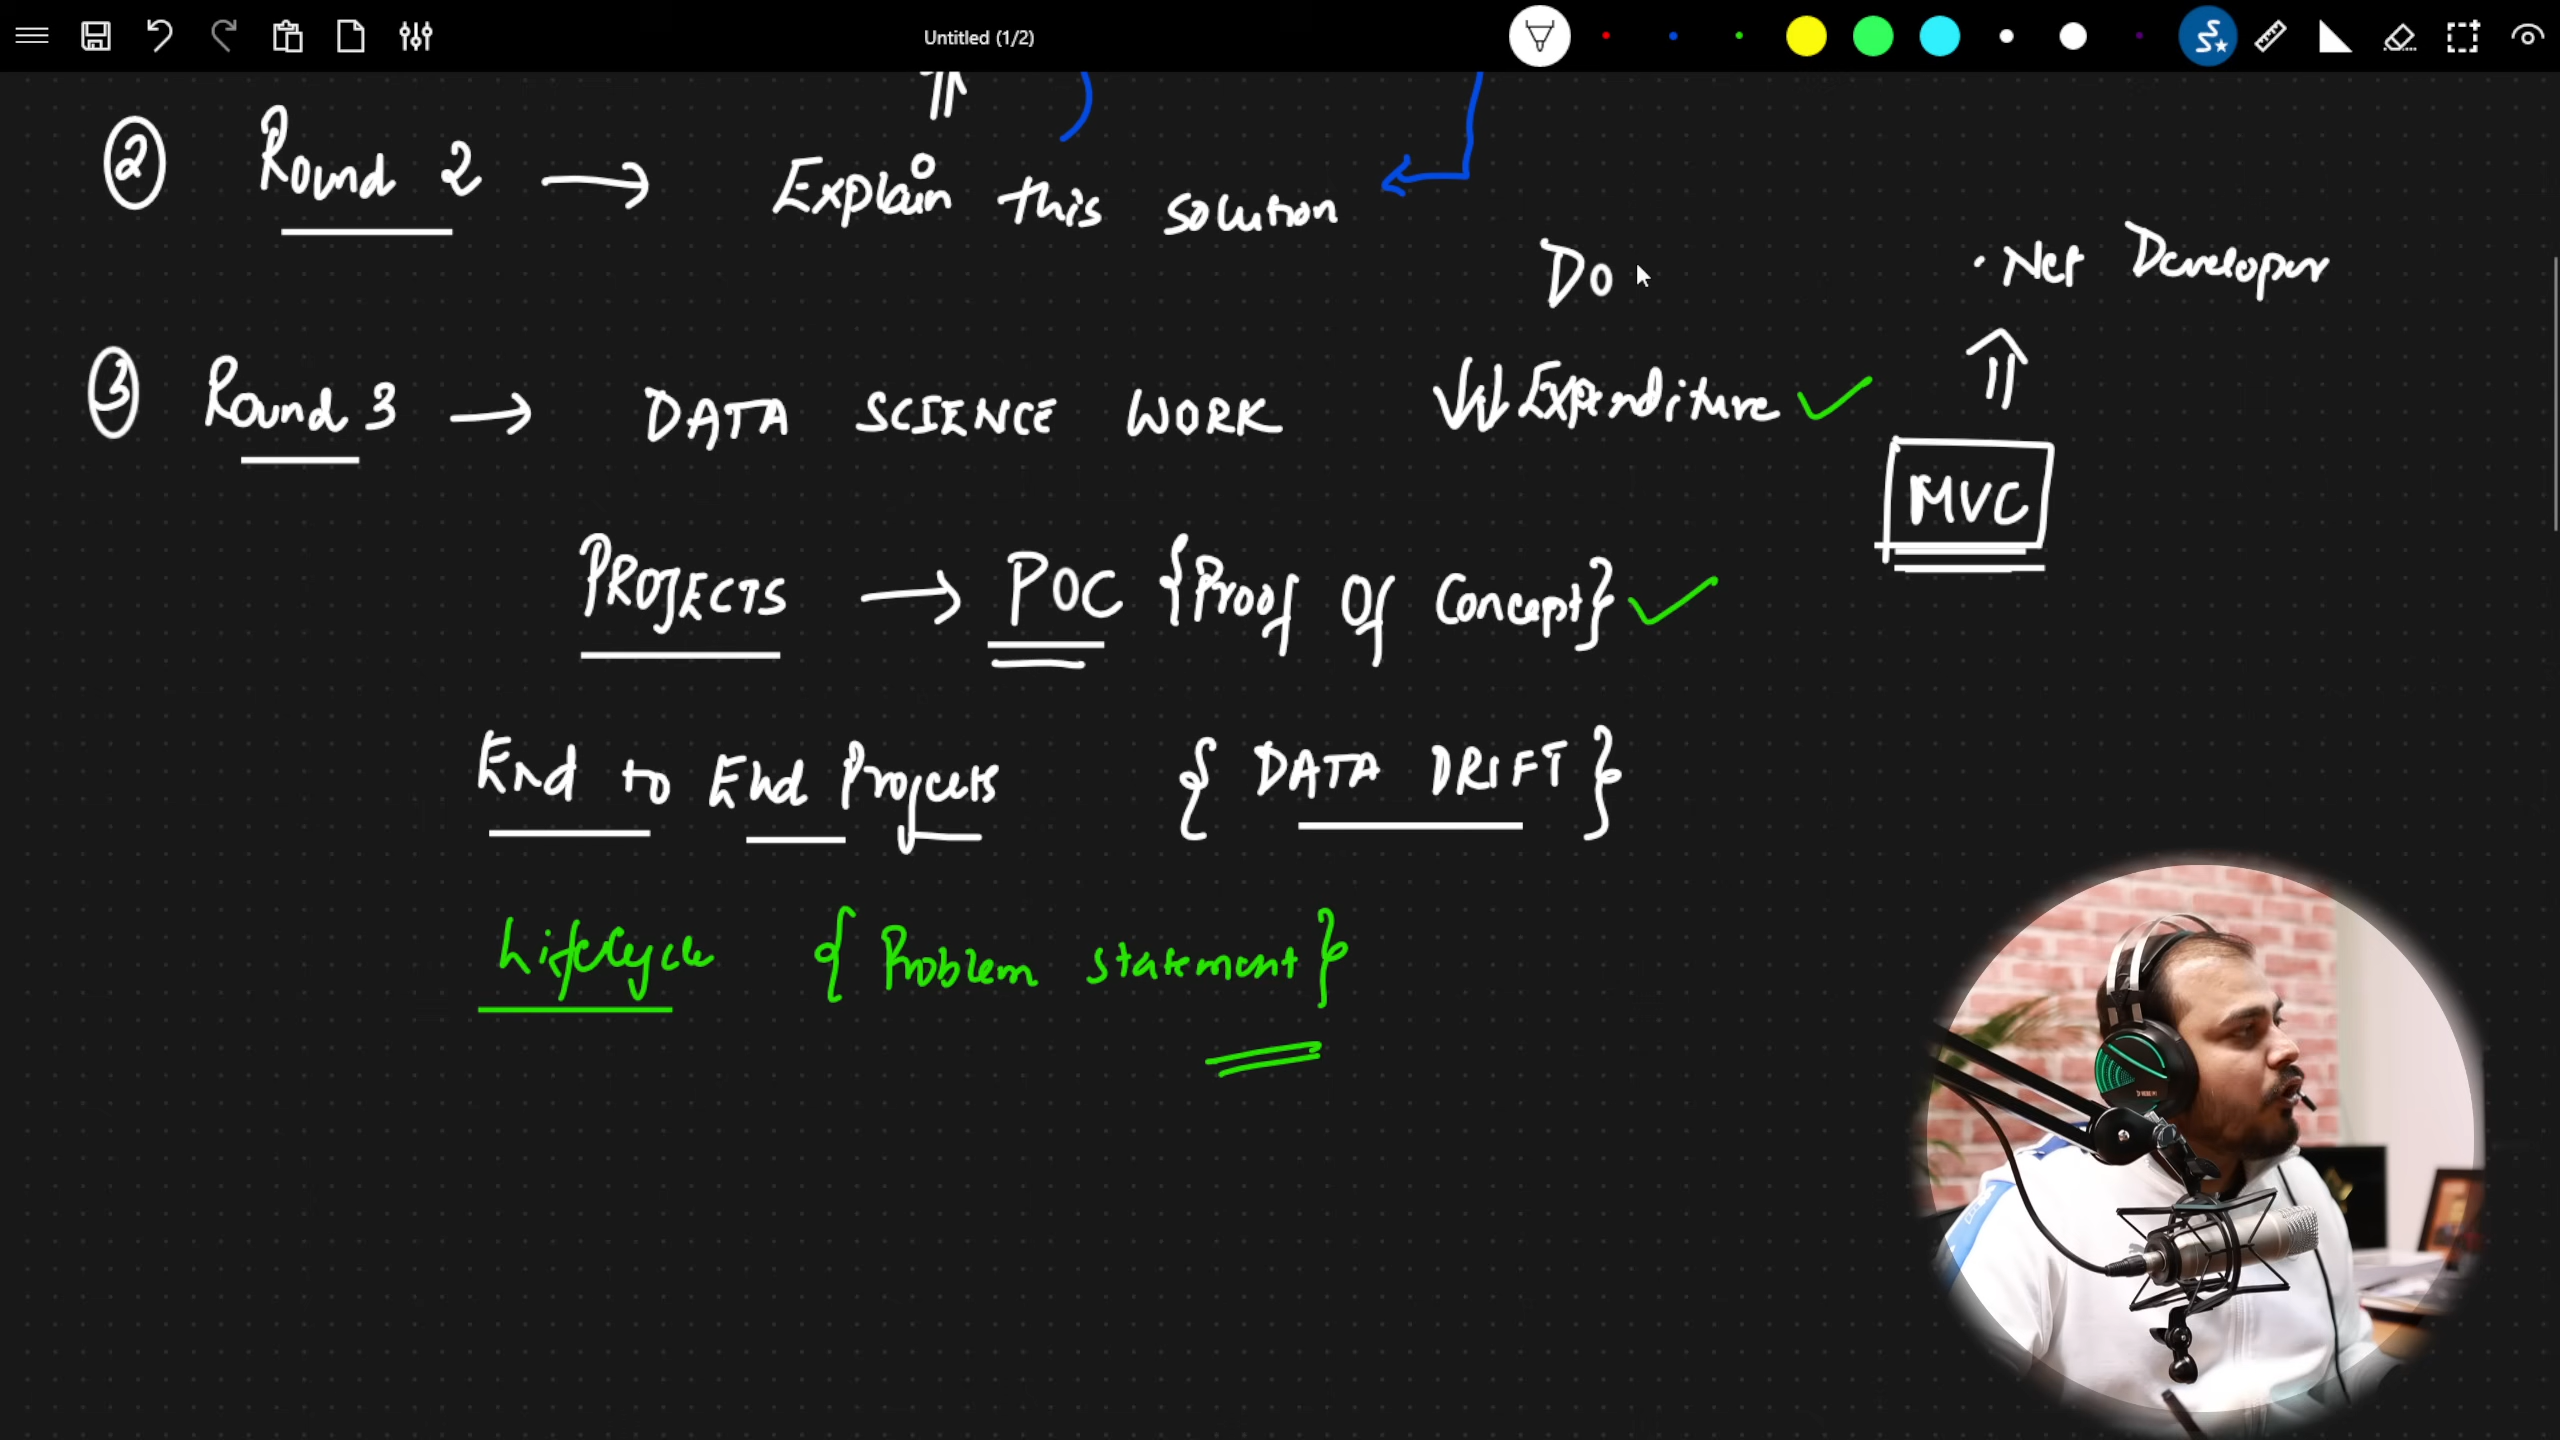 Untitled (1/2)
② Round 2 → Explain this solution
Do
. Net Developer
③ Round 3 → DATA SCIENCE WORK ↓↓↓ Expenditure ✓
MVC
PROJECTS → POC {Proof Of Concept} ✓
End to End Projects { DATA DRIFT }
Lifecycle { Problem statement }